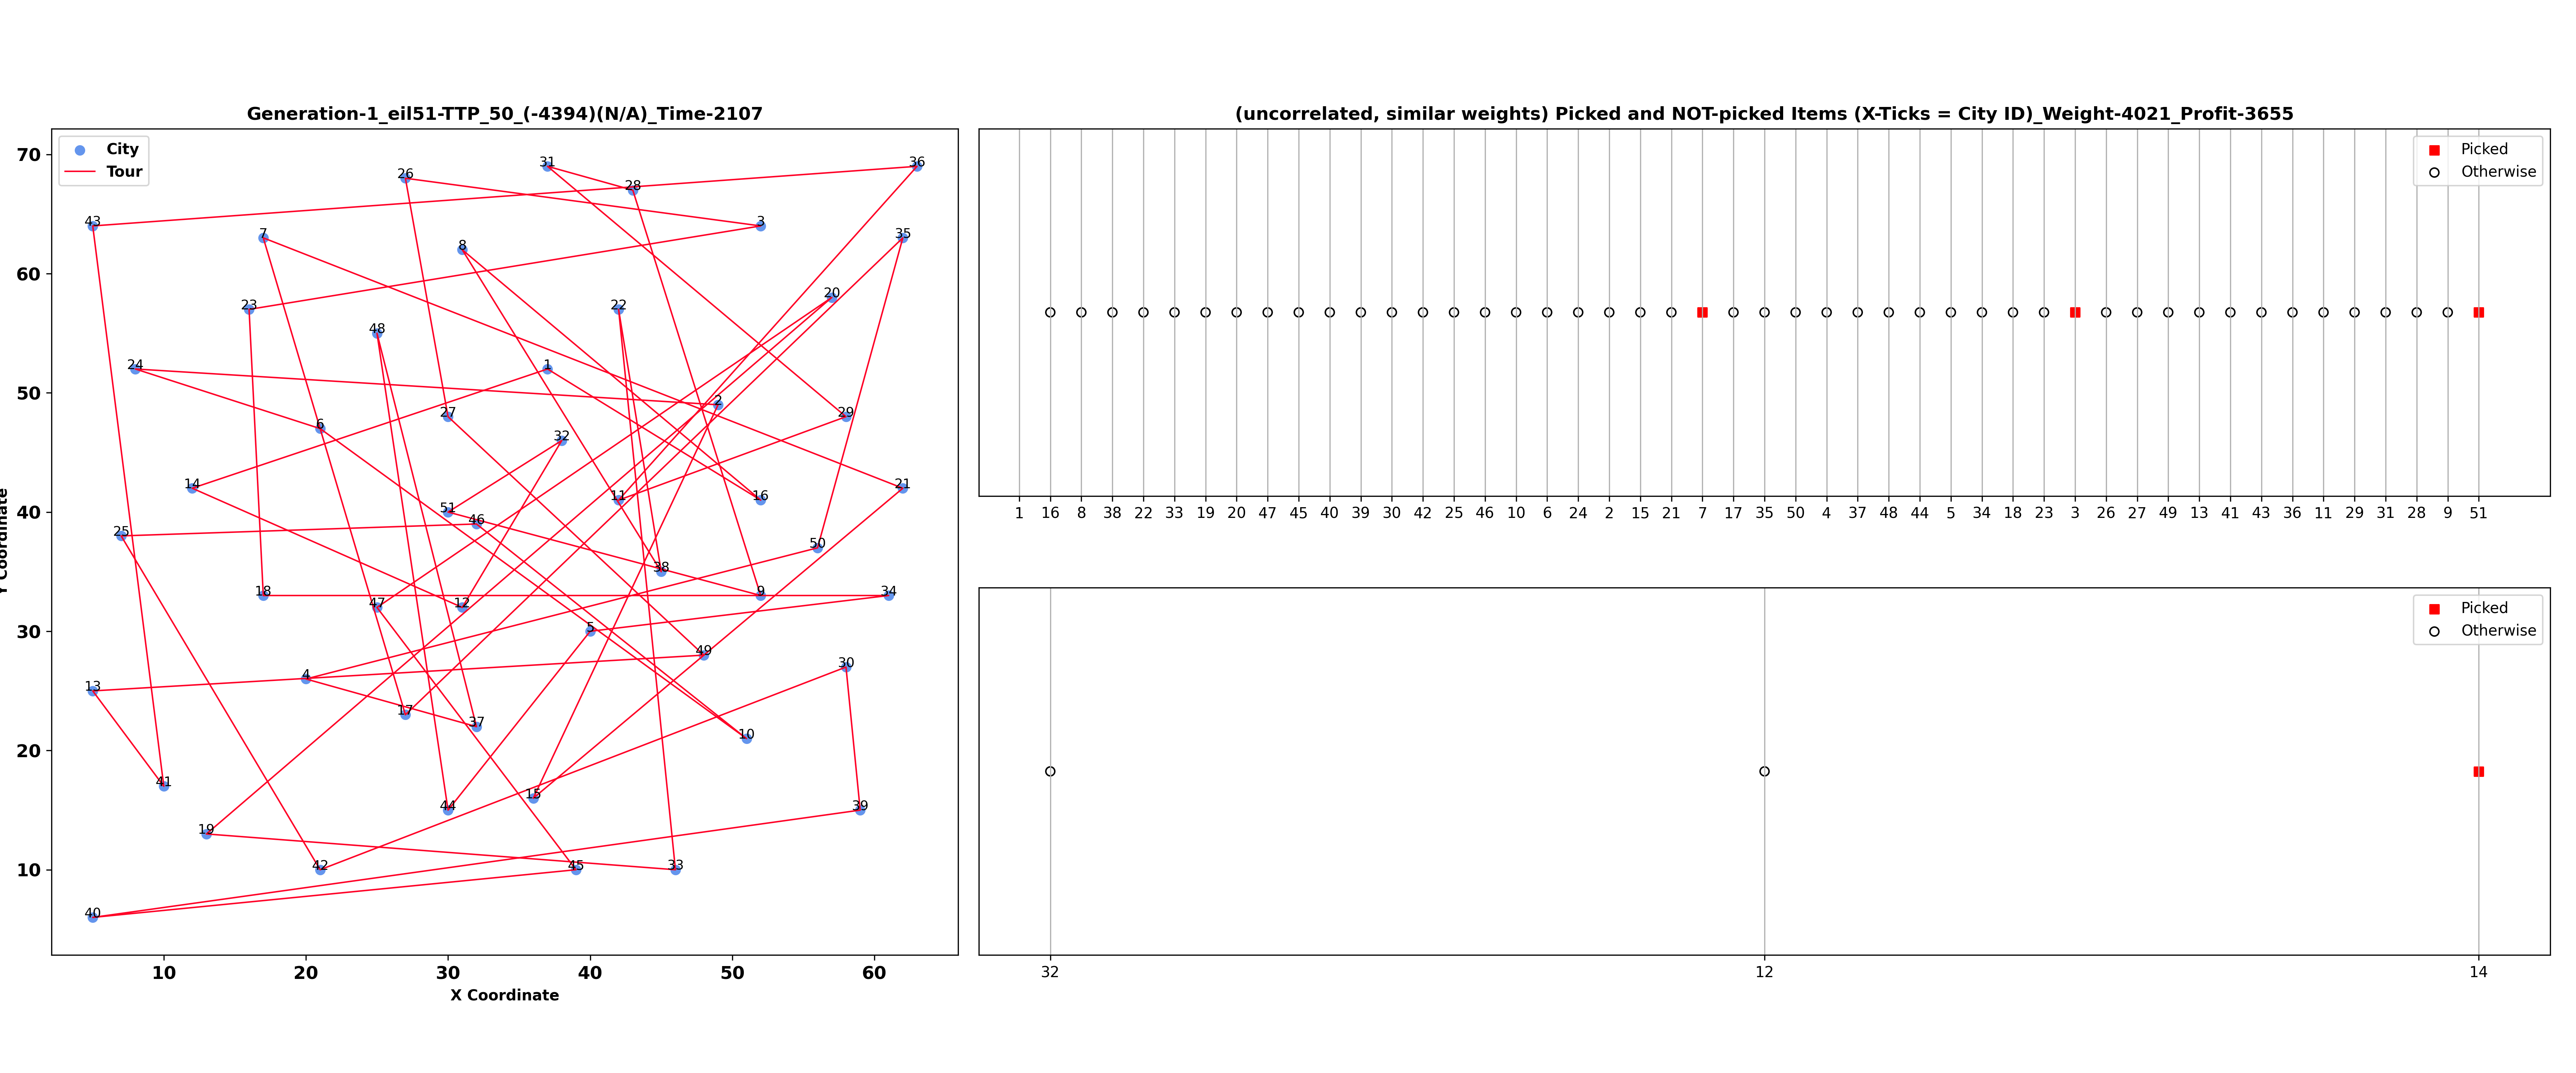 Generation-1_eil51-TTP_50_(-4394)(N/A)_Time-2107
City
Tour
70
60
50
40
30
20
10
10 20 30 40 50 60
X Coordinate
Y Coordinate
31 36
26 28
43 3
7 8 35
20
23 22
48
24 1
2
27 29
6
32
14 21
11 16
51
46
25
50
38
18 9 34
47 12
5
49
30
13 4
17
37
10
41
15
44 39
19
42 45 33
40
(uncorrelated, similar weights) Picked and NOT-picked Items (X-Ticks = City ID)_Weight-4021_Profit-3655
Picked
Otherwise
1 16 8 38 22 33 19 20 47 45 40 39 30 42 25 46 10 6 24 2 15 21 7 17 35 50 4 37 48 44 5 34 18 23 3 26 27 49 13 41 43 36 11 29 31 28 9 51
Picked
Otherwise
32 12 14